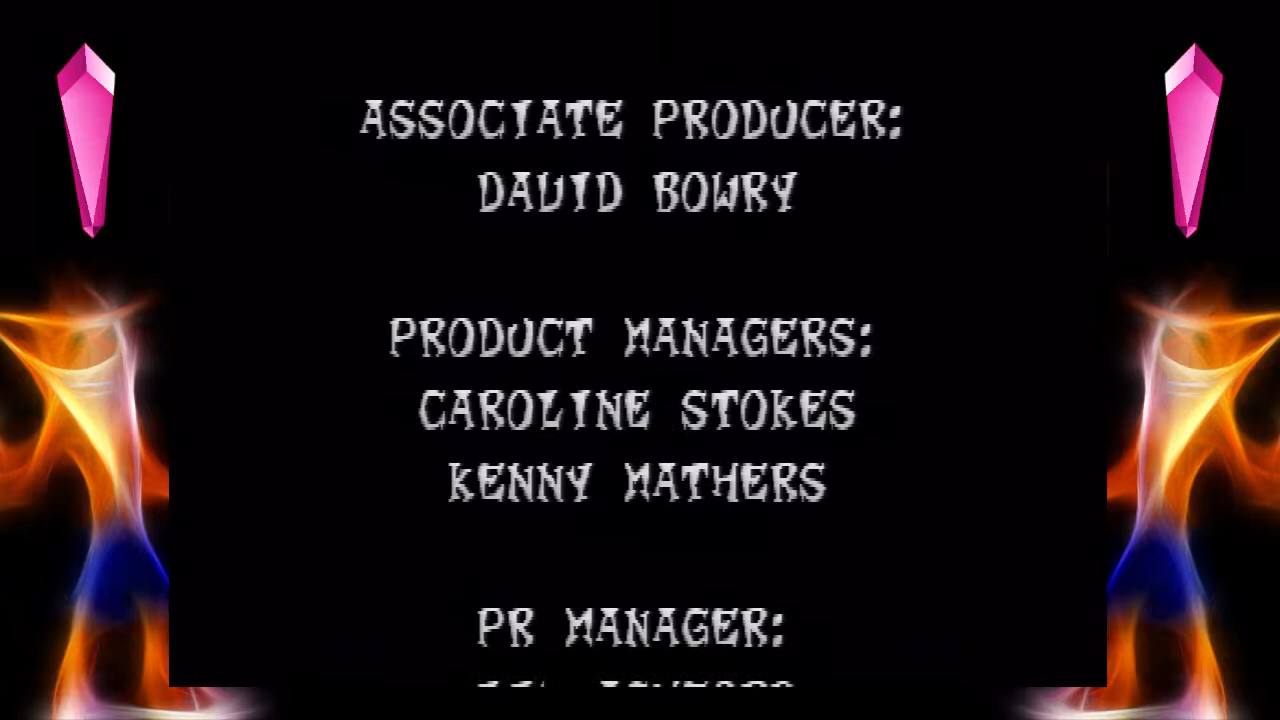 ASSOCIATE PRODUCER:
DAVID BOWRY
PRODUCT MANAGERS:
CAROLINE STOKES
KENNY MATHERS
PR MANAGER: